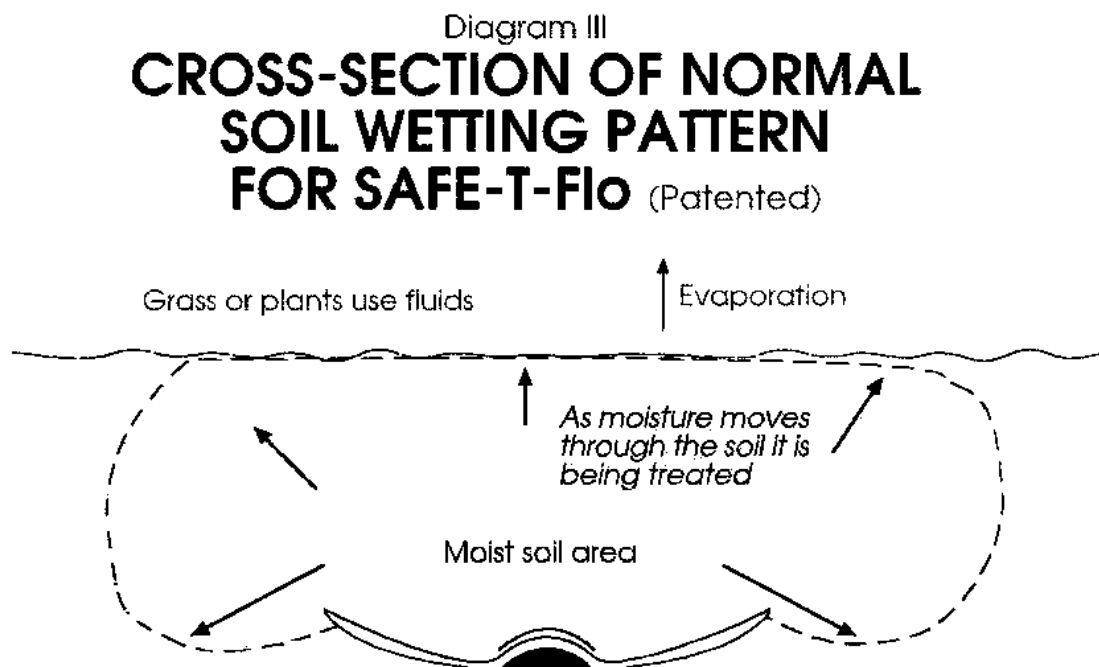 Diagram III
CROSS-SECTION OF NORMAL
SOIL WETTING PATTERN
FOR SAFE-T-Flo (Patented)
Grass or plants use fluids
Evaporation
As moisture moves
through the soil it is
being treated
Moist soil area